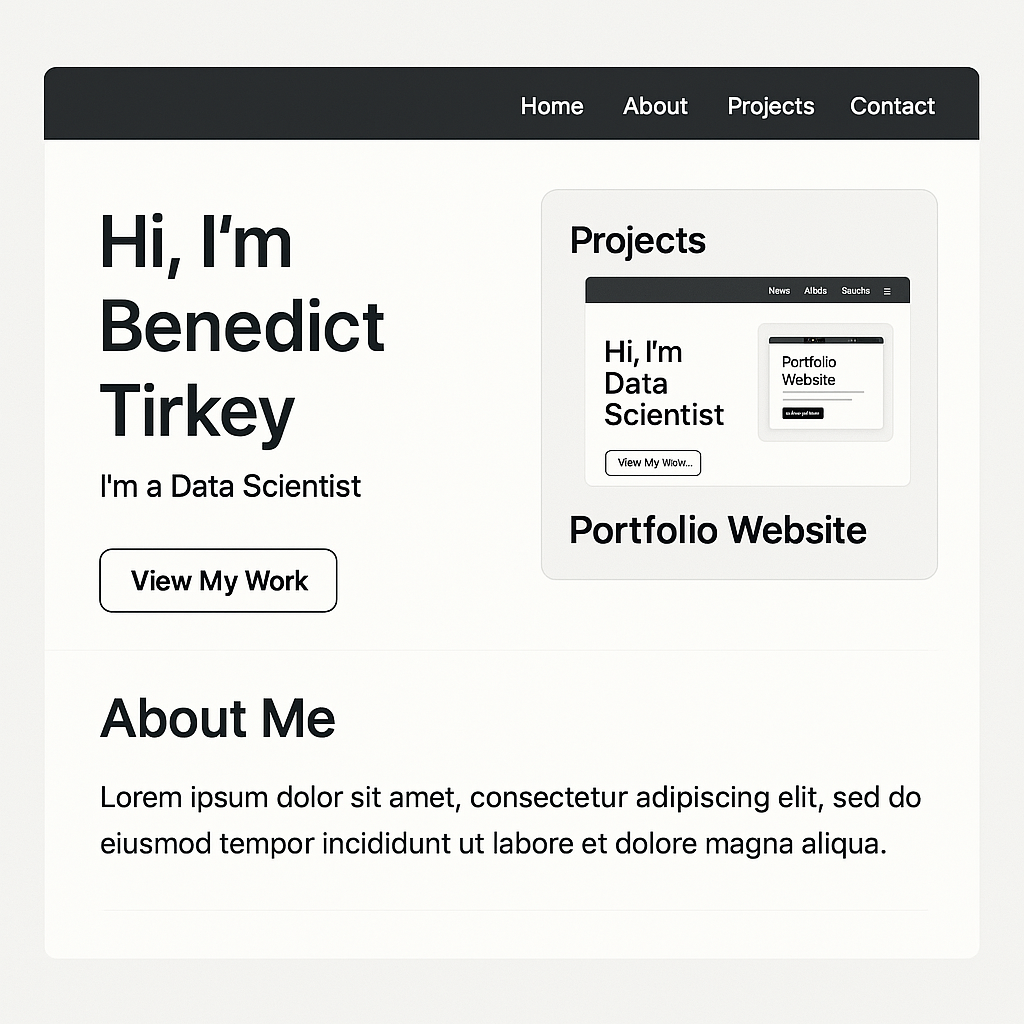 Home About Projects Contact
Hi, I'm
Benedict
Tirkey
I'm a Data Scientist
View My Work
Projects
News Albds Sauchs
Hi, I'm
Data
Scientist
View My Wiow...
Portfolio
Website
Portfolio Website
About Me
Lorem ipsum dolor sit amet, consectetur adipiscing elit, sed do
eiusmod tempor incididunt ut labore et dolore magna aliqua.